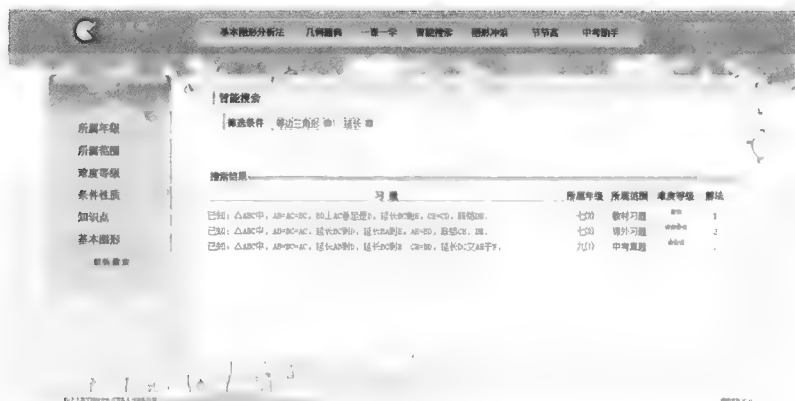 基本图形分析法 几何题典 一课一学 智能搜索 图形冲浪 节节高 中考助手
智能搜索
筛选条件 等边三角形 延长
所属年级
所属范围
难度等级
条件性质
知识点
基本图形
搜索结果
习题 所属年级 所属范围 难度等级 解法
已知：△ABC中，AB=AC=BC，BD⊥AC垂足是D，延长BC到E，CE=CD， 七(2) 教材习题 1
已知：△ABC中，AB=BC=AC，延长BC到D，延长BA到E，AE=BD，连结CE、DE。 七(2) 课外习题 2
已知：△ABC中，AB=BC=AC，延长AB到D，延长BC到E CE=BD，延长DC交AE于F。 九(1) 中考真题